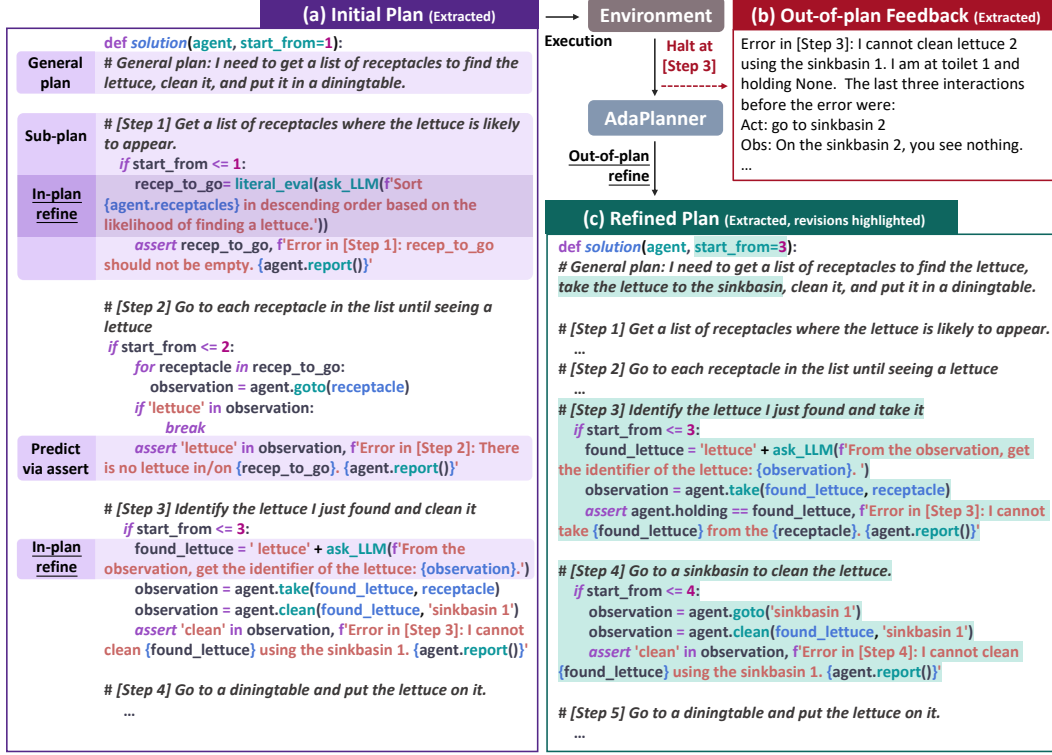 (a) Initial Plan (Extracted)
def solution(agent, start_from=1):
General
plan
# General plan: I need to get a list of receptacles to find the
lettuce, clean it, and put it in a diningtable.
Sub-plan
# [Step 1] Get a list of receptacles where the lettuce is likely
to appear.
if start_from <= 1:
In-plan
refine
recep_to_go= literal_eval(ask_LLM(f'Sort
{agent.receptacles} in descending order based on the
likelihood of finding a lettuce.'))
assert recep_to_go, f'Error in [Step 1]: recep_to_go
should not be empty. {agent.report()}'
# [Step 2] Go to each receptacle in the list until seeing a
lettuce
if start_from <= 2:
for receptacle in recep_to_go:
observation = agent.goto(receptacle)
if 'lettuce' in observation:
break
Predict
via assert
assert 'lettuce' in observation, f'Error in [Step 2]: There
is no lettuce in/on {recep_to_go}. {agent.report()}'
# [Step 3] Identify the lettuce I just found and clean it
if start_from <= 3:
In-plan
refine
found_lettuce = ' lettuce' + ask_LLM(f'From the
observation, get the identifier of the lettuce: {observation}.')
observation = agent.take(found_lettuce, receptacle)
observation = agent.clean(found_lettuce, 'sinkbasin 1')
assert 'clean' in observation, f'Error in [Step 3]: I cannot
clean {found_lettuce} using the sinkbasin 1. {agent.report()}'
# [Step 4] Go to a diningtable and put the lettuce on it.
...
Execution
Environment
Halt at
[Step 3]
AdaPlanner
Out-of-plan
refine
(b) Out-of-plan Feedback (Extracted)
Error in [Step 3]: I cannot clean lettuce 2
using the sinkbasin 1. I am at toilet 1 and
holding None. The last three interactions
before the error were:
Act: go to sinkbasin 2
Obs: On the sinkbasin 2, you see nothing.
...
(c) Refined Plan (Extracted, revisions highlighted)
def solution(agent, start_from=3):
# General plan: I need to get a list of receptacles to find the lettuce,
take the lettuce to the sinkbasin, clean it, and put it in a diningtable.
# [Step 1] Get a list of receptacles where the lettuce is likely to appear.
...
# [Step 2] Go to each receptacle in the list until seeing a lettuce
...
# [Step 3] Identify the lettuce I just found and take it
if start_from <= 3:
found_lettuce = 'lettuce' + ask_LLM(f'From the observation, get
the identifier of the lettuce: {observation}. ')
observation = agent.take(found_lettuce, receptacle)
assert agent.holding == found_lettuce, f'Error in [Step 3]: I cannot
take {found_lettuce} from the {receptacle}. {agent.report()}'
# [Step 4] Go to a sinkbasin to clean the lettuce.
if start_from <= 4:
observation = agent.goto('sinkbasin 1')
observation = agent.clean(found_lettuce, 'sinkbasin 1')
assert 'clean' in observation, f'Error in [Step 4]: I cannot clean
{found_lettuce} using the sinkbasin 1. {agent.report()}'
# [Step 5] Go to a diningtable and put the lettuce on it.
...